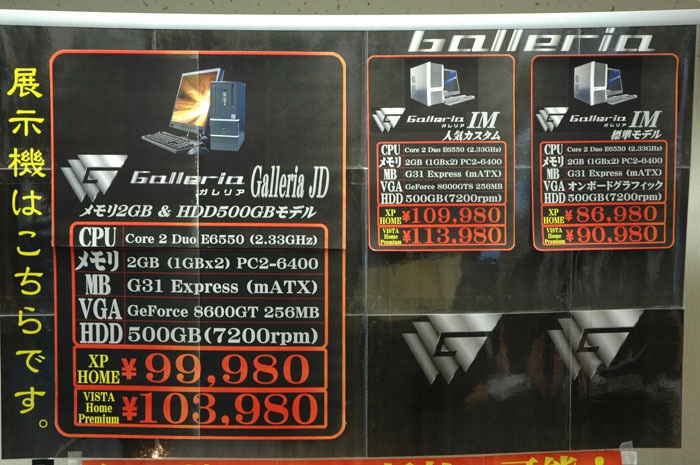 展示機はこちらです。
Galleria
ガレリア
Galleria JD
メモリ2GB & HDD500GBモデル
CPU Core 2 Duo E6550 (2.33GHz)
メモリ 2GB (1GBx2) PC2-6400
MB G31 Express (mATX)
VGA GeForce 8600GT 256MB
HDD 500GB(7200rpm)
XP HOME ¥99,980
VISTA Home Premium ¥103,980
Galleria
Galleria IM
ガレリア
人気カスタム
CPU Core 2 Duo E6550 (2.33GHz)
メモリ 2GB (1GBx2) PC2-6400
MB G31 Express (mATX)
VGA GeForce 8600GTS 256MB
HDD 500GB(7200rpm)
XP HOME ¥109,980
VISTA Home Premium ¥113,980
Galleria IM
ガレリア
標準モデル
CPU Core 2 Duo E6550 (2.33GHz)
メモリ 2GB (1GBx2) PC2-6400
MB G31 Express (mATX)
VGA オンボードグラフィック
HDD 500GB(7200rpm)
XP HOME ¥86,980
VISTA Home Premium ¥90,980